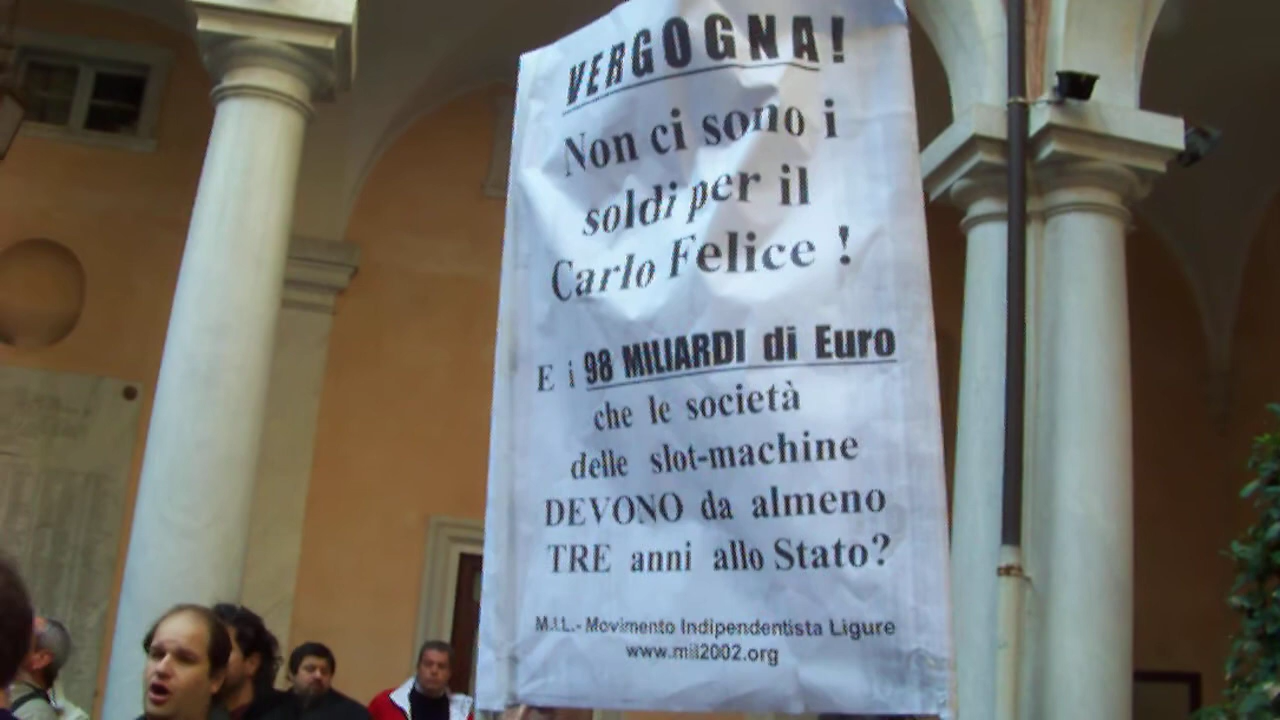 VERGOGNA!
Non ci sono i
soldi per il
Carlo Felice !
E i 98 MILIARDI di Euro
che le società
delle slot-machine
DEVONO da almeno
TRE anni allo Stato?
M.I.L.- Movimento Indipendentista Ligure
www.mil2002.org